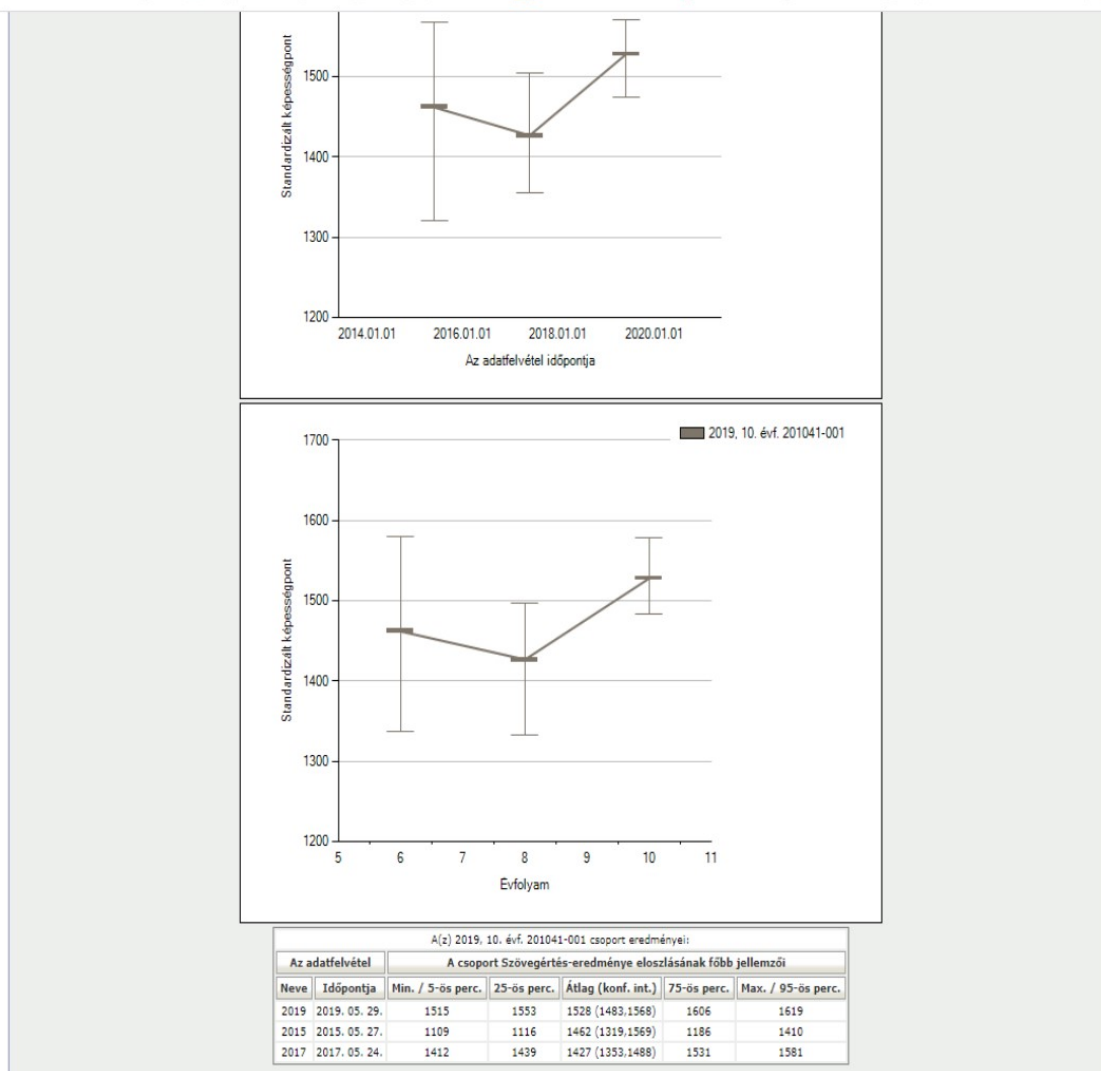 1500
1400
1300
1200
Standardizált képességpont
2014.01.01 2016.01.01 2018.01.01 2020.01.01
Az adatfelvétel időpontja
2019, 10. évf. 201041-001
1700
1600
1500
1400
1300
1200
Standardizált képességpont
5 6 7 8 9 10 11
Évfolyam
A(z) 2019, 10. évf. 201041-001 csoport eredményei:
Az adatfelvétel A csoport Szövegértés-eredménye eloszlásának főbb jellemzői
Neve Időpontja Min. / 5-ös perc. 25-ös perc. Átlag (konf. int.) 75-ös perc. Max. / 95-ös perc.
2019 2019. 05. 29. 1515 1553 1528 (1483,1568) 1606 1619
2015 2015. 05. 27. 1109 1116 1462 (1319,1569) 1186 1410
2017 2017. 05. 24. 1412 1439 1427 (1353,1488) 1531 1581